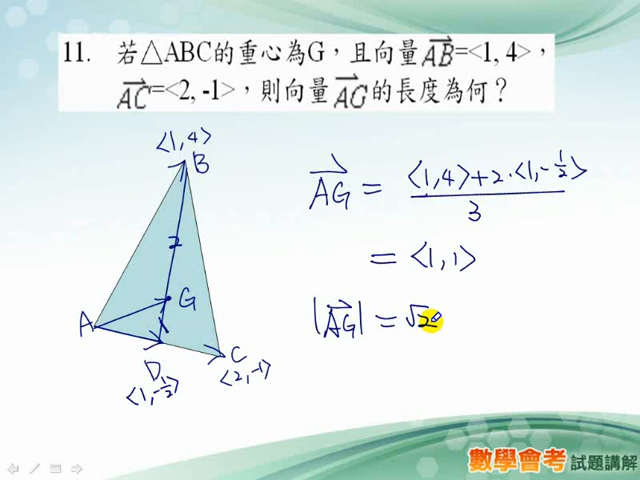 11. 若△ABC的重心為G，且向量AB=<1, 4>，
AC=<2, -1>，則向量AG的長度為何？
<1,4>
B
2
G
1
A
D
<1,-1/2>
C
<2,-1>
AG = (<1,4>+2·<1,-1/2>)/3
= <1,1>
|AG| = √2
數學會考試題講解